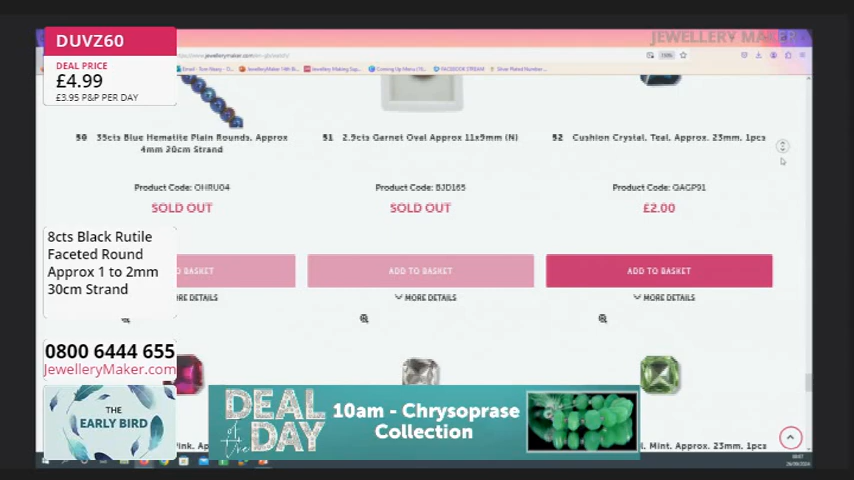 JEWELLERY MAKER
DUVZ60
DEAL PRICE
£4.99
£3.95 P&P PER DAY
50 35cts Blue Hematite Plain Rounds, Approx
4mm 20cm Strand
Product Code: OHRU04
SOLD OUT
51 2.9cts Garnet Oval Approx 11x9mm (N)
Product Code: BJD165
SOLD OUT
52 Cushion Crystal, Teal, Approx. 23mm, 1pcs
Product Code: GAGP91
£2.00
8cts Black Rutile
Faceted Round
Approx 1 to 2mm
30cm Strand
BASKET
ADD TO BASKET
ADD TO BASKET
RE DETAILS
MORE DETAILS
MORE DETAILS
0800 6444 655
JewelleryMaker.com
THE
EARLY BIRD
DEAL
of the
DAY
10am - Chrysoprase
Collection
Mint, Approx. 23mm, 1pcs